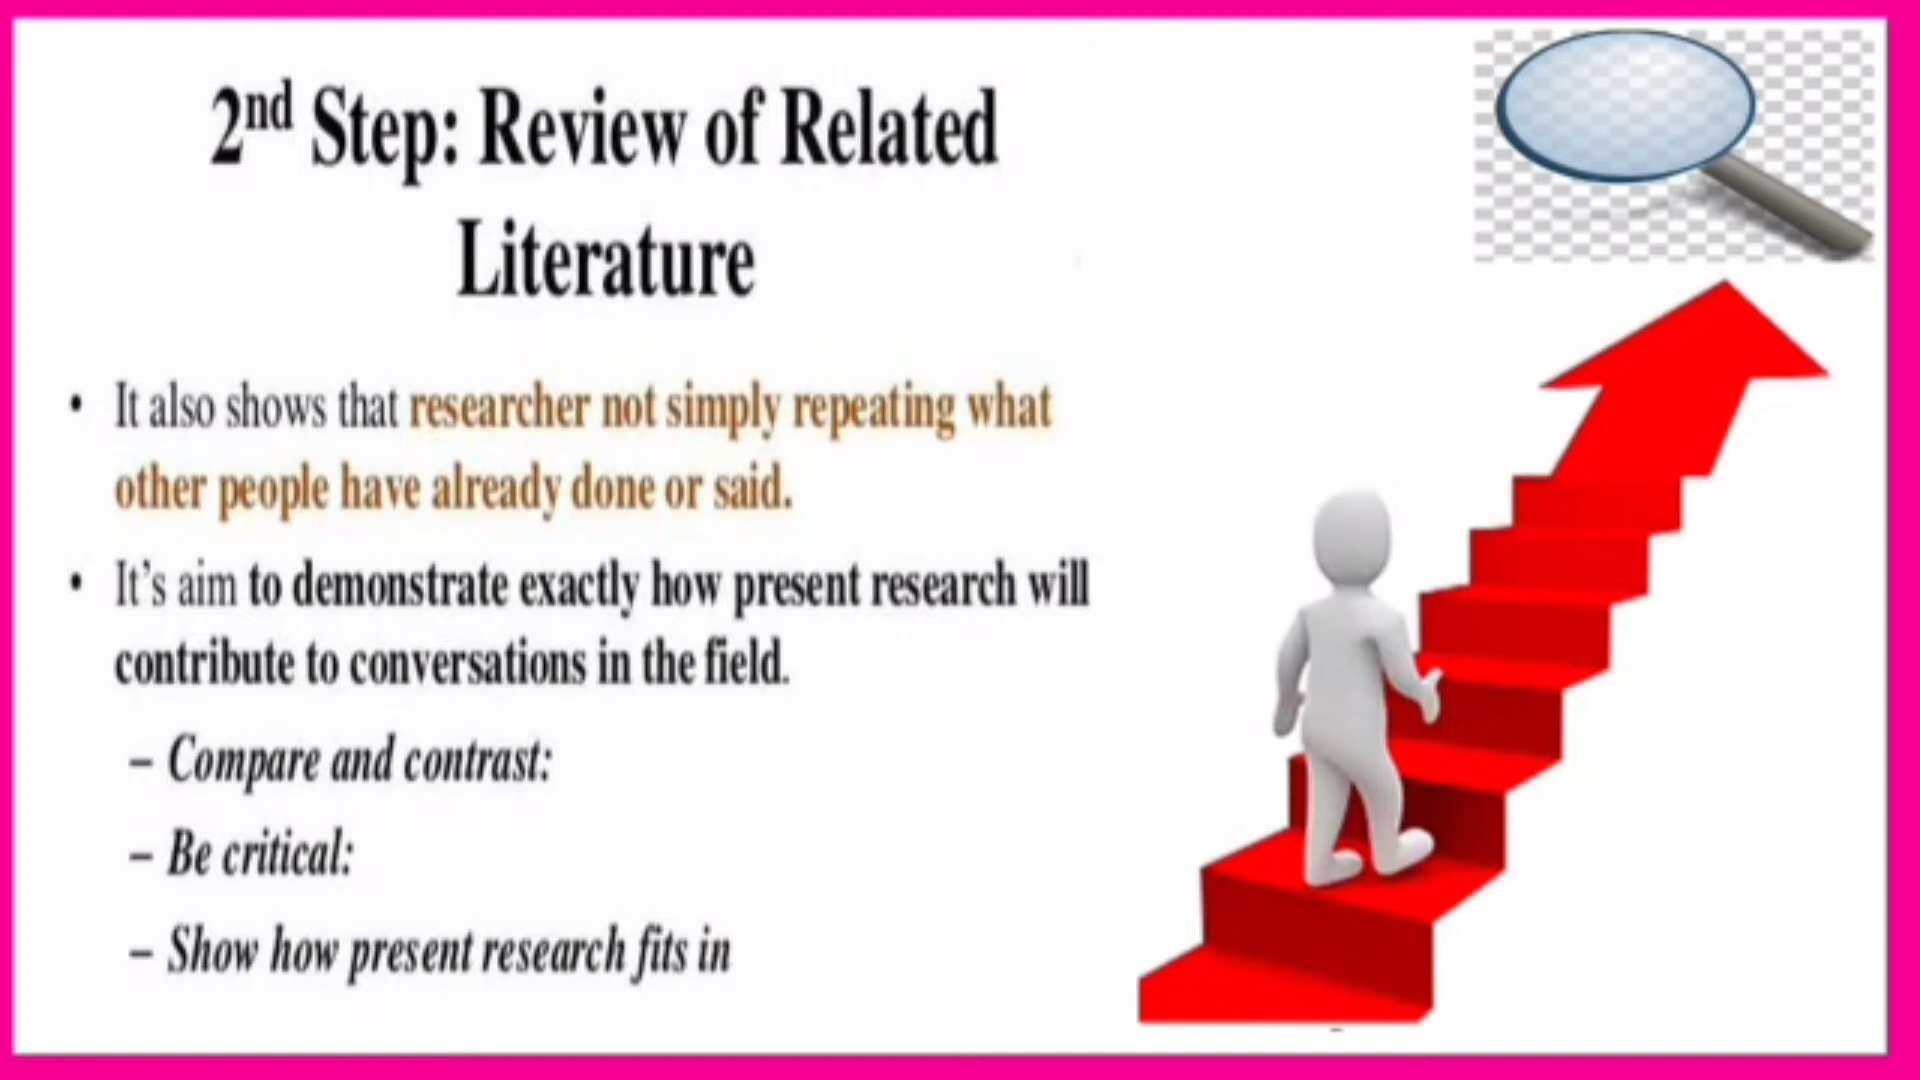 2nd Step: Review of Related
Literature
• It also shows that researcher not simply repeating what
other people have already done or said.
• It's aim to demonstrate exactly how present research will
contribute to conversations in the field.
– Compare and contrast:
– Be critical:
– Show how present research fits in